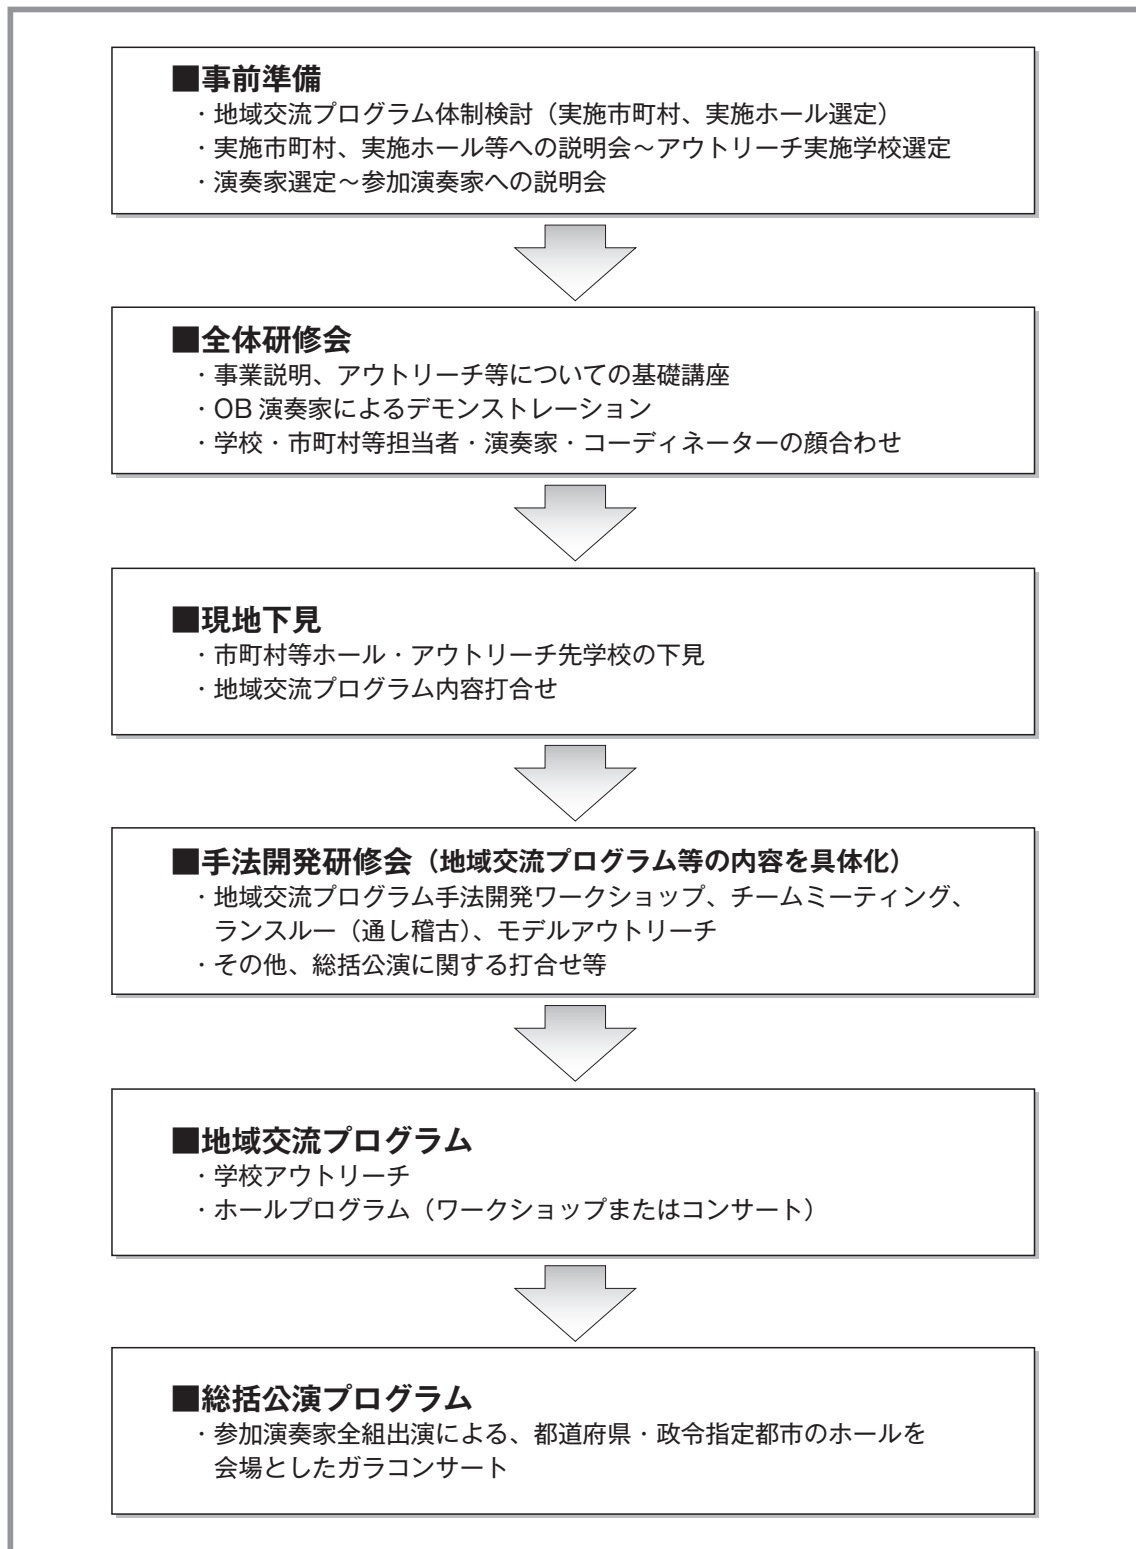 ■事前準備
・地域交流プログラム体制検討（実施市町村、実施ホール選定）
・実施市町村、実施ホール等への説明会～アウトリーチ実施学校選定
・演奏家選定～参加演奏家への説明会
■全体研修会
・事業説明、アウトリーチ等についての基礎講座
・OB 演奏家によるデモンストレーション
・学校・市町村等担当者・演奏家・コーディネーターの顔合わせ
■現地下見
・市町村等ホール・アウトリーチ先学校の下見
・地域交流プログラム内容打合せ
■手法開発研修会（地域交流プログラム等の内容を具体化）
・地域交流プログラム手法開発ワークショップ、チームミーティング、
ランスルー（通し稽古）、モデルアウトリーチ
・その他、総括公演に関する打合せ等
■地域交流プログラム
・学校アウトリーチ
・ホールプログラム（ワークショップまたはコンサート）
■総括公演プログラム
・参加演奏家全組出演による、都道府県・政令指定都市のホールを
会場としたガラコンサート